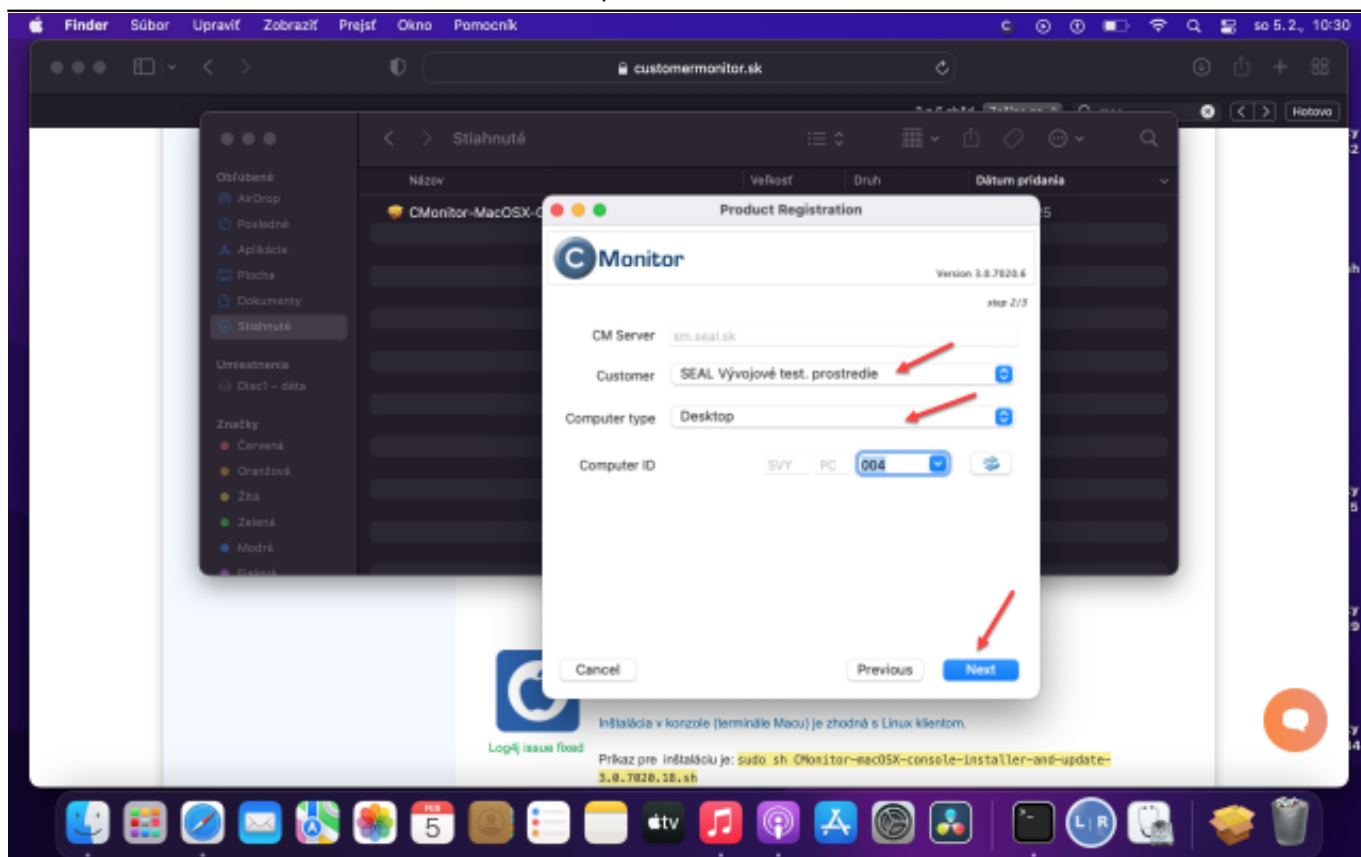 Finder Súbor Upraviť Zobraziť Prejsť Okno Pomocník so 5. 2., 10:30
customermonitor.sk
Hotovo
Stiahnuté
Obľúbené
AirDrop
Posledné
Aplikácie
Plocha
Dokumenty
Stiahnuté
Umiestnenia
Disc1 – dáta
Značky
Červená
Oranžová
Žltá
Zelená
Modrá
Fialová
Názov Veľkosť Druh Dátum pridania
CMonitor-MacOSX-C
Product Registration
C Monitor
Version 3.0.7020.6
step 2/3
CM Server sm.seal.sk
Customer SEAL Vývojové test. prostredie
Computer type Desktop
Computer ID SVY PC 004
Cancel Previous Next
Log4j issue fixed
Inštalácia v konzole (terminále Macu) je zhodná s Linux klientom.
Príkaz pre inštaláciu je: sudo sh CMonitor-macOSX-console-installer-and-update-
3.0.7020.18.sh
FEB
5
tv
L R